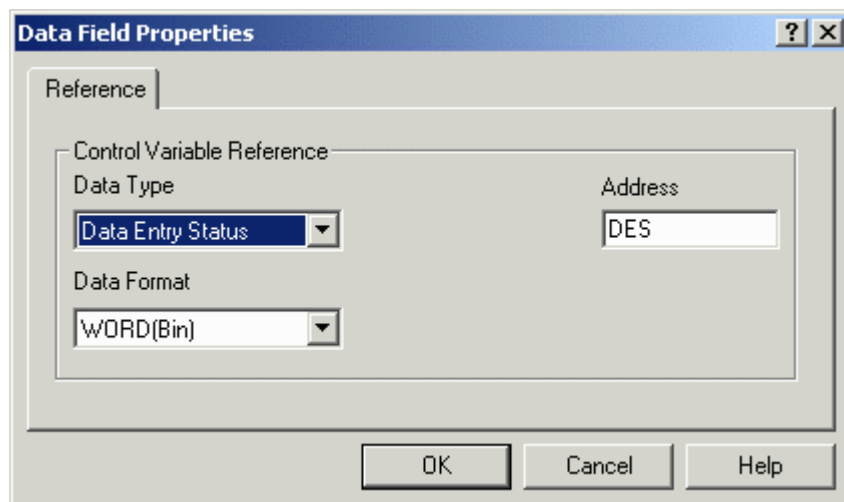 Data Field Properties
Reference
Control Variable Reference
Data Type
Address
Data Entry Status
DES
Data Format
WORD(Bin)
OK
Cancel
Help